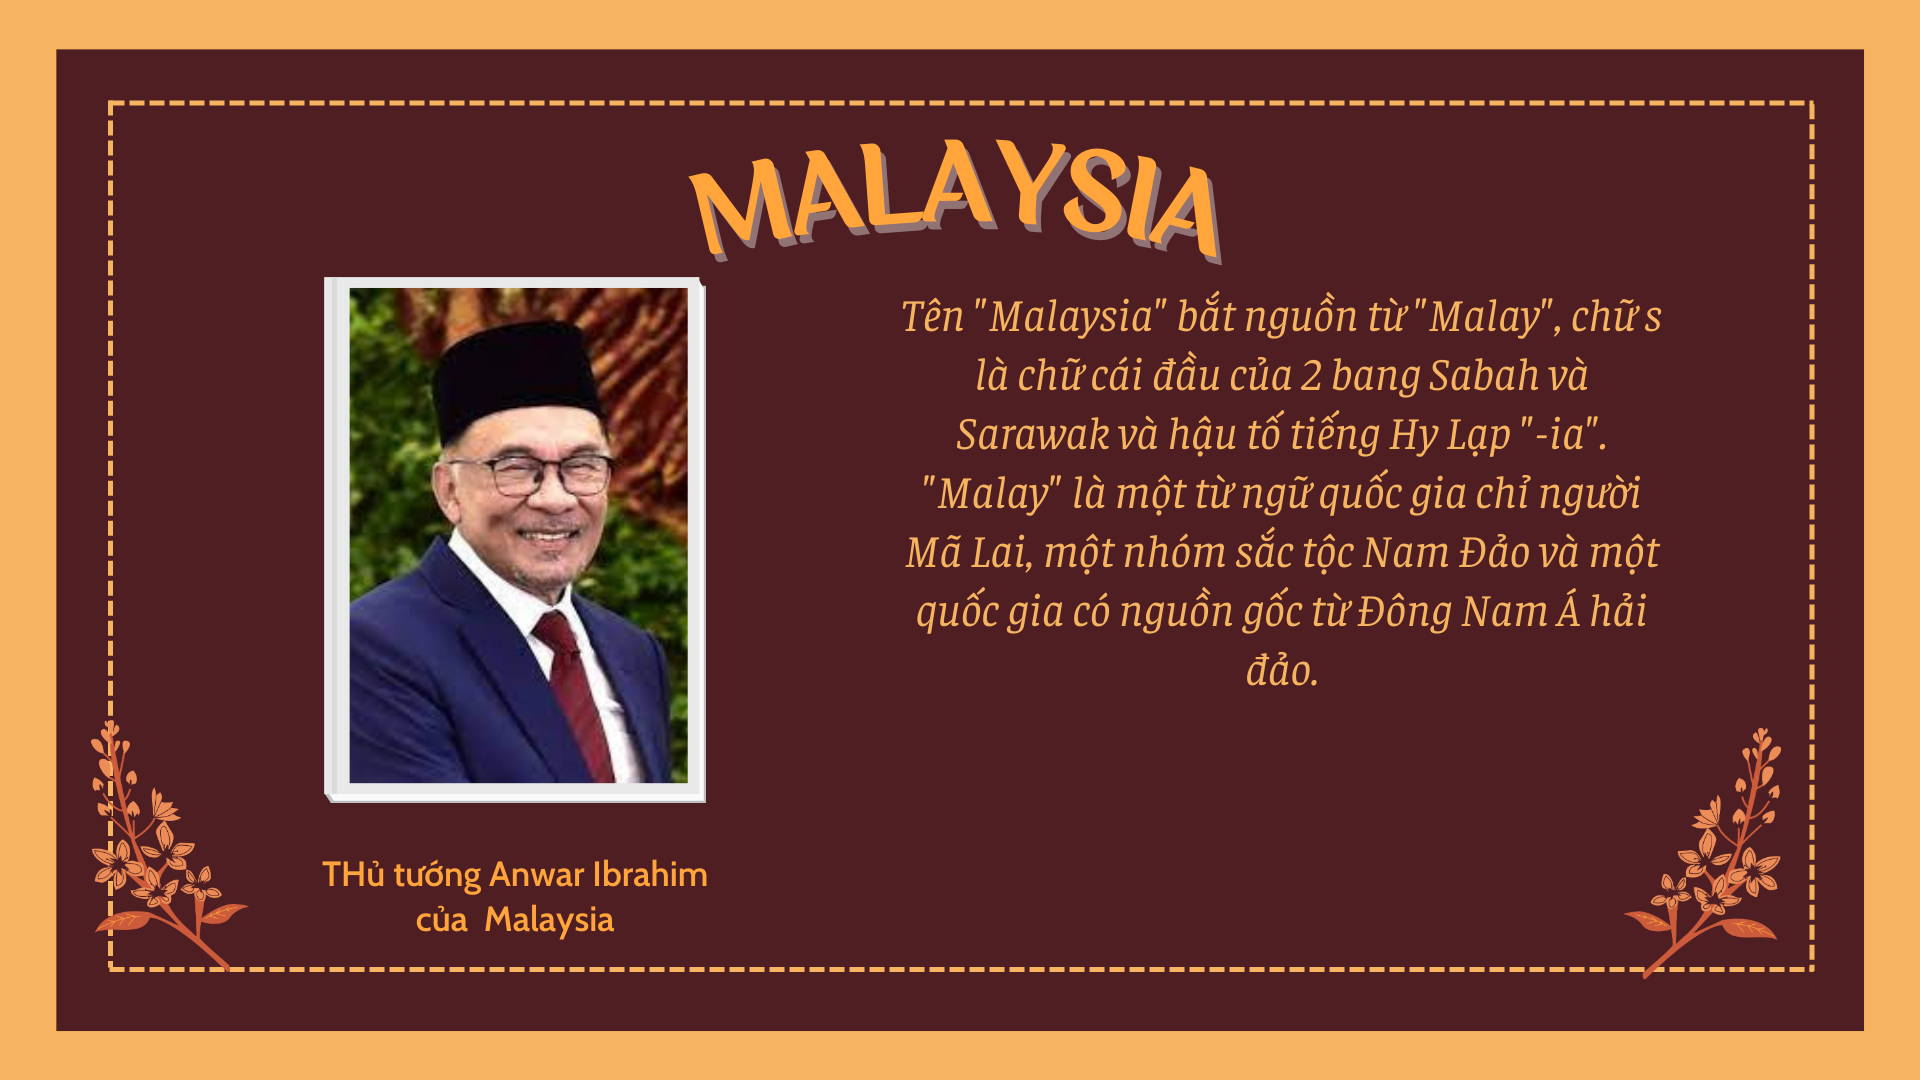 MALAYSIA
Tên "Malaysia" bắt nguồn từ "Malay", chữ s
là chữ cái đầu của 2 bang Sabah và
Sarawak và hậu tố tiếng Hy Lạp "-ia".
"Malay" là một từ ngữ quốc gia chỉ người
Mã Lai, một nhóm sắc tộc Nam Đảo và một
quốc gia có nguồn gốc từ Đông Nam Á hải
đảo.
THủ tướng Anwar Ibrahim
của Malaysia